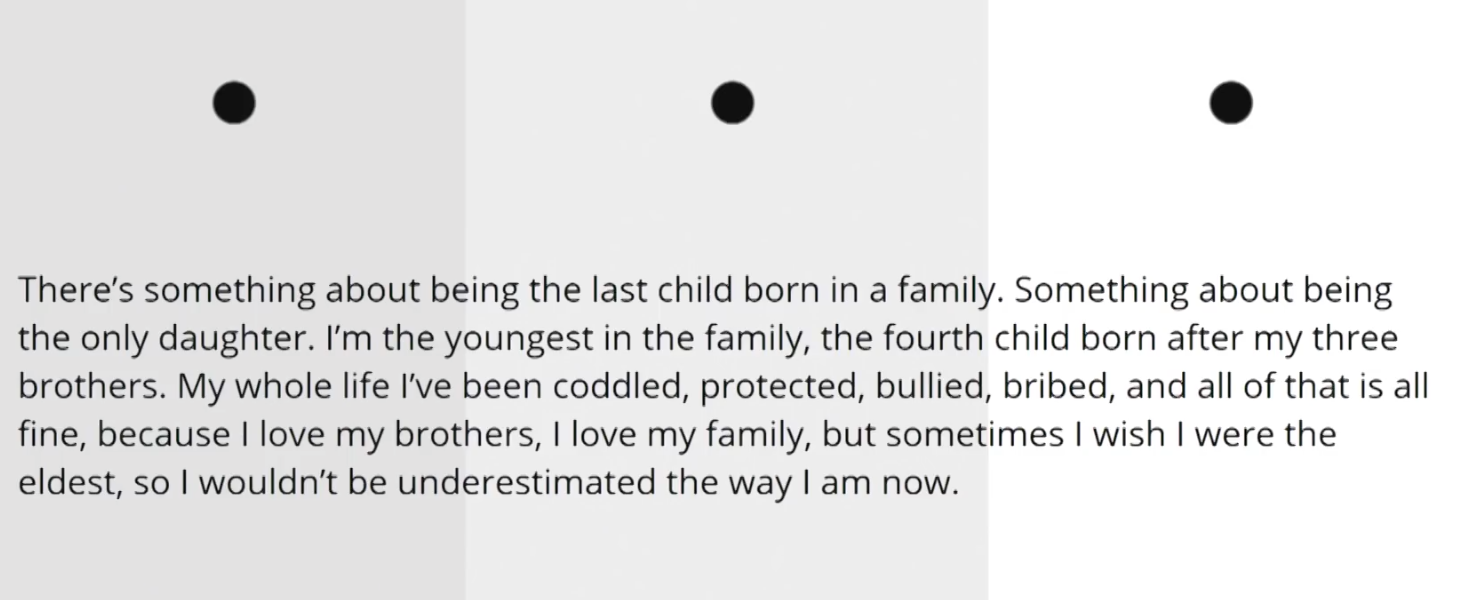 There’s something about being the last child born in a family. Something about being
the only daughter. I’m the youngest in the family, the fourth child born after my three
brothers. My whole life I’ve been coddled, protected, bullied, bribed, and all of that is all
fine, because I love my brothers, I love my family, but sometimes I wish I were the
eldest, so I wouldn’t be underestimated the way I am now.